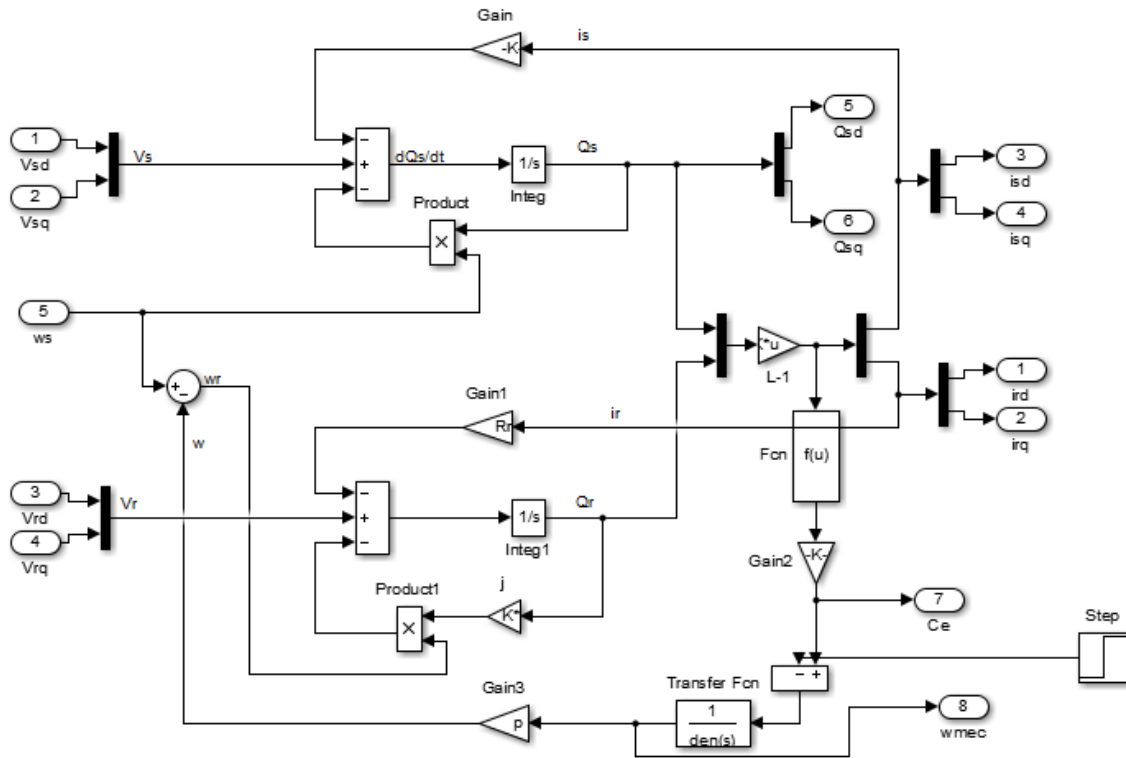 Gain
is
-K
1
Vsd
2
Vsq
Vs
−
+
−
dQs/dt
1/s
Integ
Qs
5
Qsd
6
Qsq
3
isd
4
isq
Product
×
5
ws
+
−
wr
w
*u
L-1
1
ird
2
irq
Gain1
Rr
ir
Fcn
f(u)
3
Vrd
4
Vrq
Vr
−
+
−
1/s
Integ1
Qr
Gain2
-K-
Product1
×
j
K*
7
Ce
Step
− +
Gain3
p
Transfer Fcn
1
den(s)
8
wmec